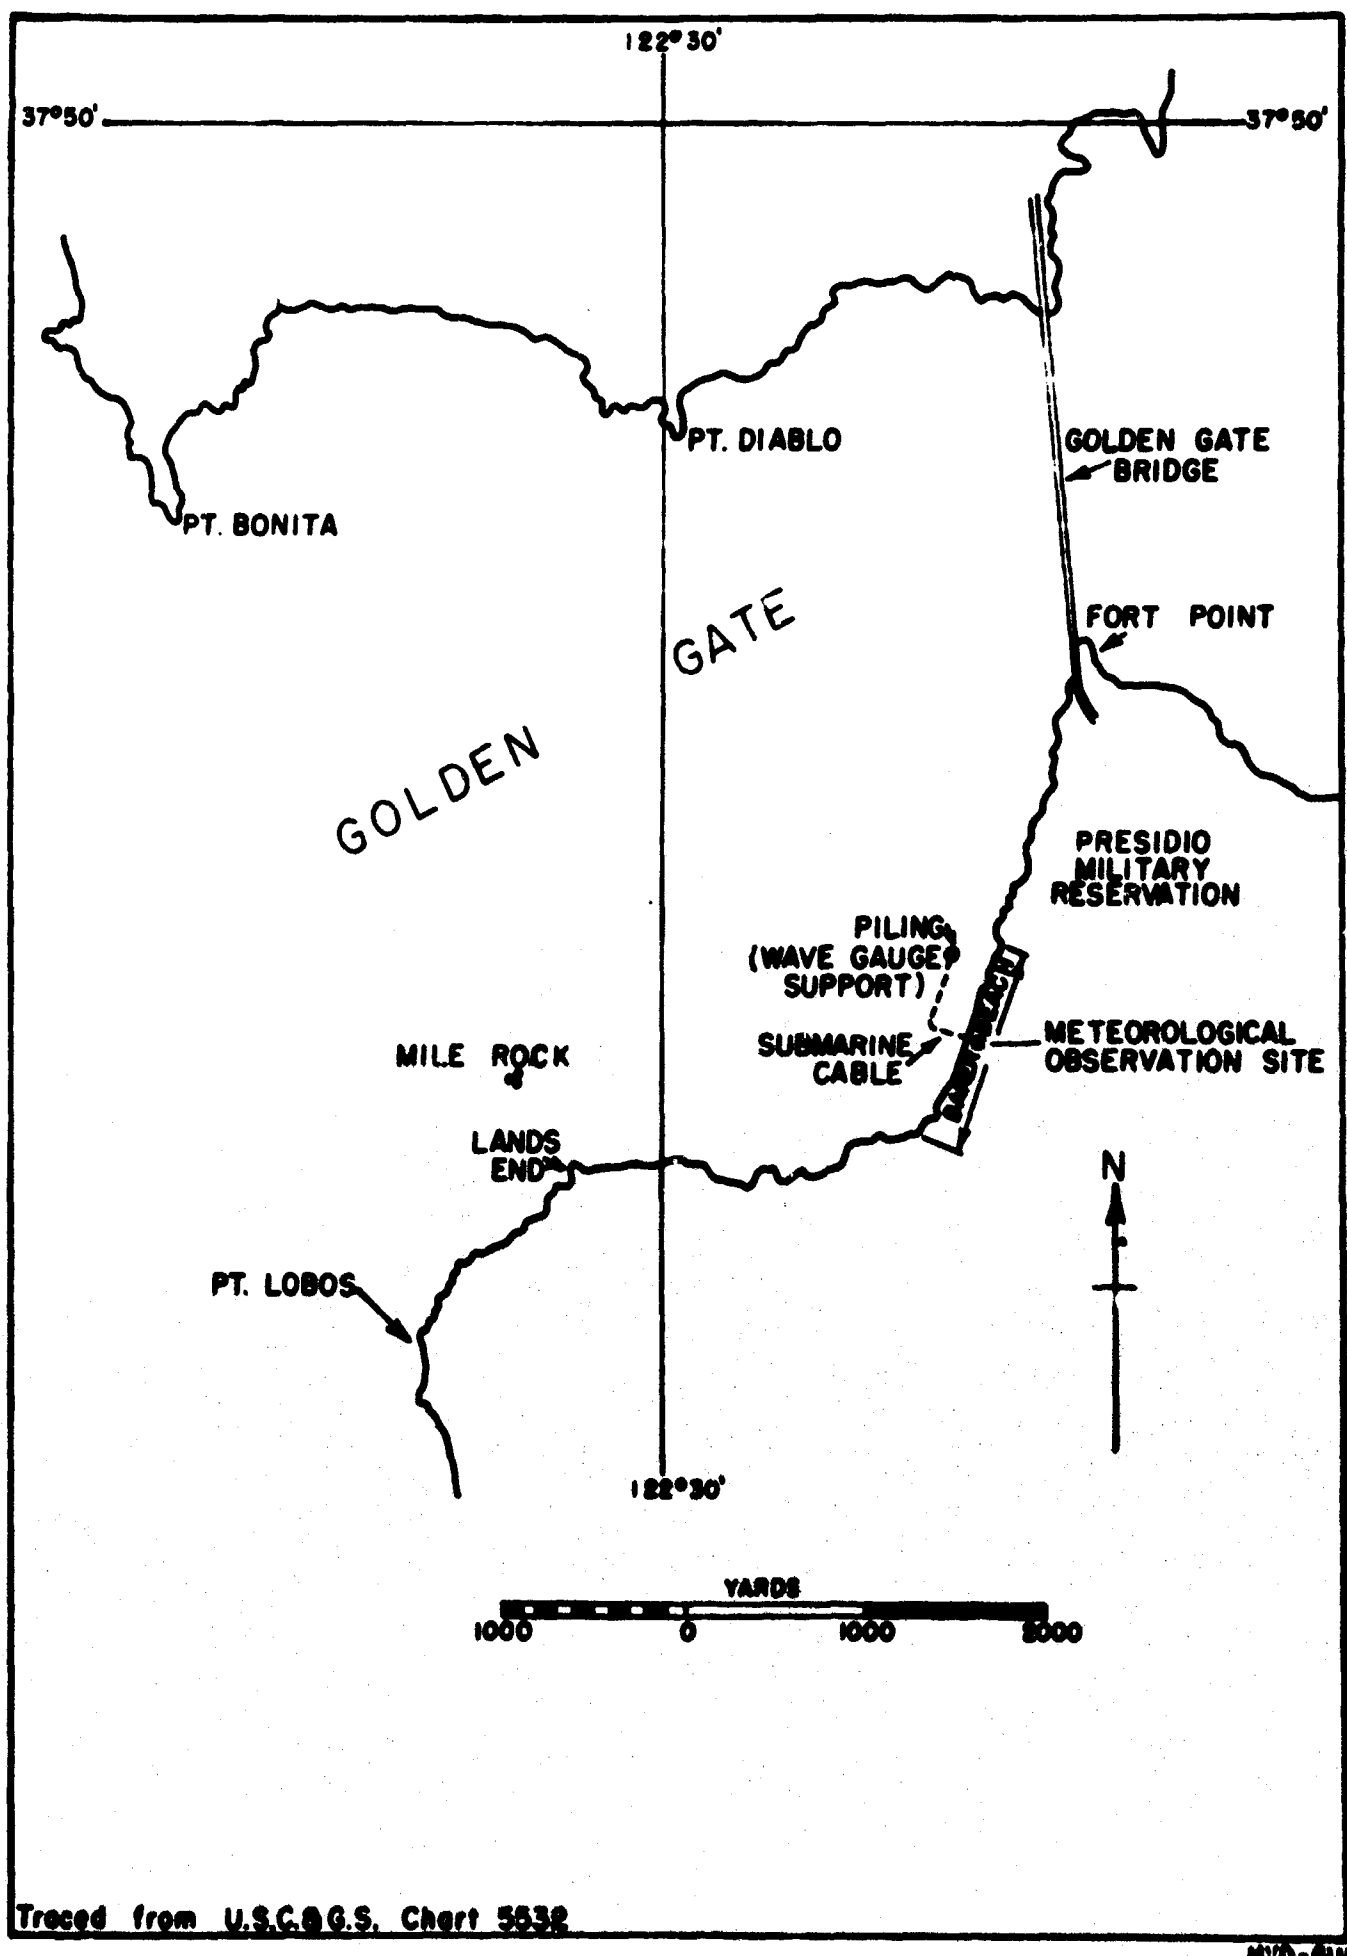 122°30'
37°50'
37°50'
PT. DIABLO
GOLDEN GATE
BRIDGE
PT. BONITA
FORT POINT
GOLDEN GATE
PRESIDIO
MILITARY
RESERVATION
PILING
(WAVE GAUGE
SUPPORT)
BAKER BEACH
SUBMARINE
CABLE
METEOROLOGICAL
OBSERVATION SITE
MILE ROCK
LANDS
END
N
PT. LOBOS
122°30'
YARDS
1000 0 1000 2000
Traced from U.S.C.&G.S. Chart 5532